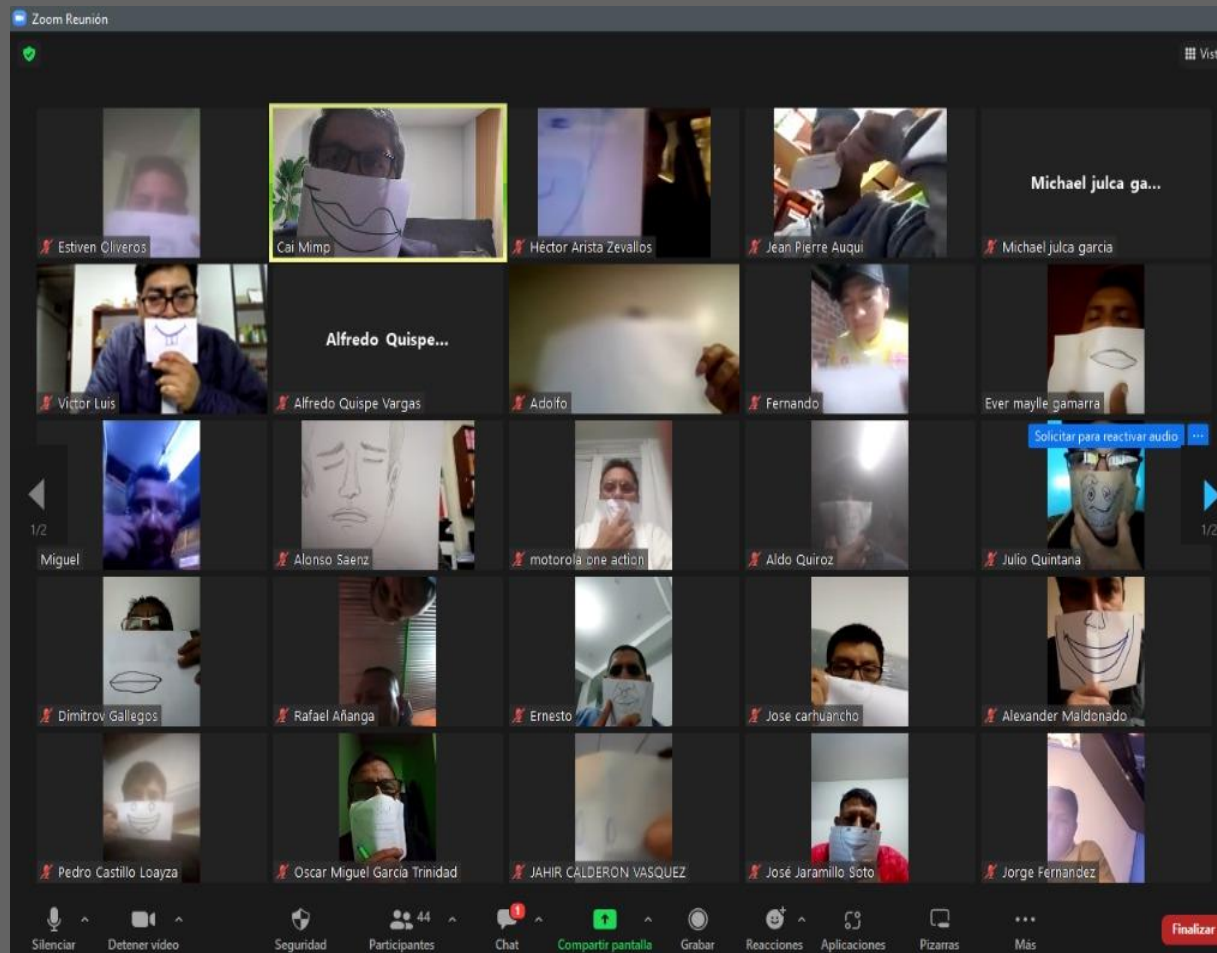 Zoom Reunión
Vist
Estiven Oliveros
Cai Mimp
Héctor Arista Zevallos
Jean Pierre Auqui
Michael julca ga...
Michael julca garcia
Victor Luis
Alfredo Quispe...
Alfredo Quispe Vargas
Adolfo
Fernando
Ever maylle gamarra
Solicitar para reactivar audio ...
1/2
Miguel
Alonso Saenz
motorola one action
Aldo Quiroz
Julio Quintana
1/2
Dimitrov Gallegos
Rafael Añanga
Ernesto
Jose carhuancho
Alexander Maldonado
Pedro Castillo Loayza
Oscar Miguel García Trinidad
JAHIR CALDERON VASQUEZ
José Jaramillo Soto
Jorge Fernandez
44
1
Silenciar
Detener vídeo
Seguridad
Participantes
Chat
Compartir pantalla
Grabar
Reacciones
Aplicaciones
Pizarras
Más
Finalizar